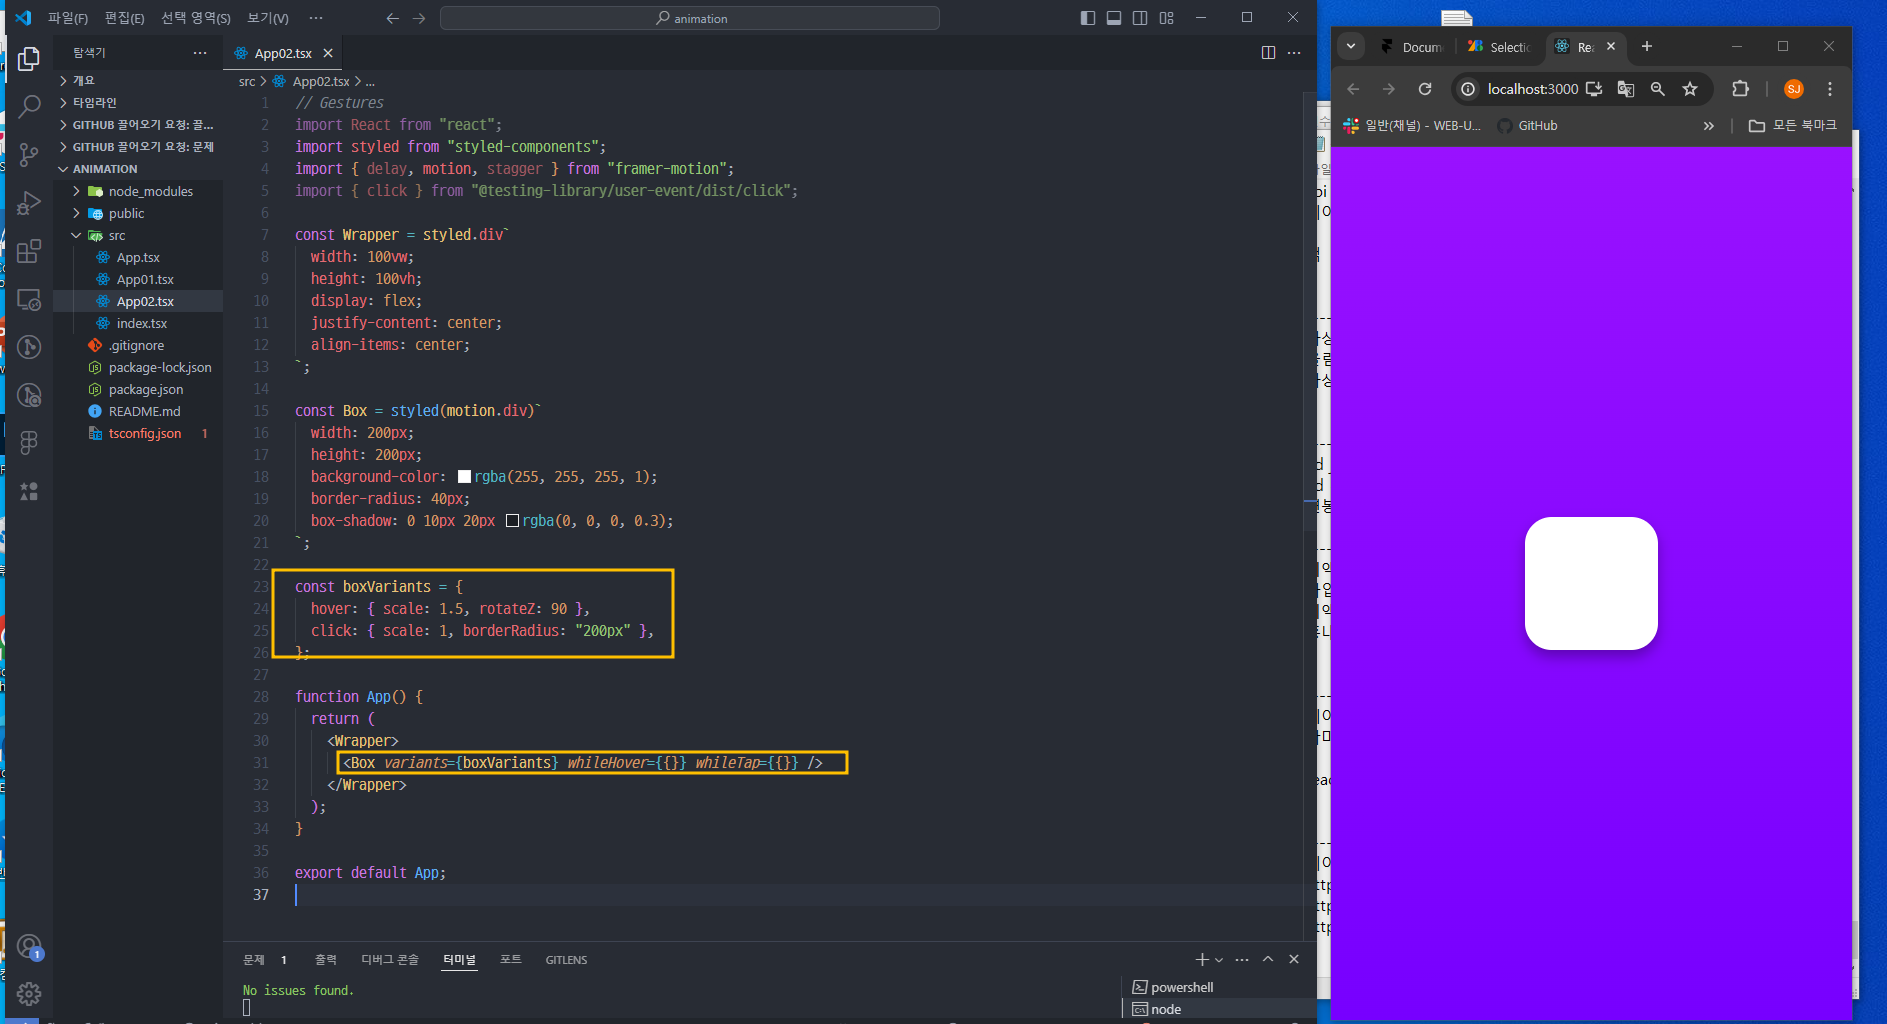 파일(F) 편집(E) 선택 영역(S) 보기(V) ··· animation
탐색기
개요
타임라인
GITHUB 끌어오기 요청: 끌...
GITHUB 끌어오기 요청: 문제
ANIMATION
node_modules
public
src
App.tsx
App01.tsx
App02.tsx
index.tsx
.gitignore
package-lock.json
package.json
README.md
tsconfig.json 1
App02.tsx
src > App02.tsx > ...
1 // Gestures
2 import React from "react";
3 import styled from "styled-components";
4 import { delay, motion, stagger } from "framer-motion";
5 import { click } from "@testing-library/user-event/dist/click";
6
7 const Wrapper = styled.div`
8 width: 100vw;
9 height: 100vh;
10 display: flex;
11 justify-content: center;
12 align-items: center;
13 `;
14
15 const Box = styled(motion.div)`
16 width: 200px;
17 height: 200px;
18 background-color: rgba(255, 255, 255, 1);
19 border-radius: 40px;
20 box-shadow: 0 10px 20px rgba(0, 0, 0, 0.3);
21 `;
22
23 const boxVariants = {
24 hover: { scale: 1.5, rotateZ: 90 },
25 click: { scale: 1, borderRadius: "200px" },
26 };
27
28 function App() {
29 return (
30 <Wrapper>
31 <Box variants={boxVariants} whileHover={{}} whileTap={{}} />
32 </Wrapper>
33 );
34 }
35
36 export default App;
37
문제 1 출력 디버그 콘솔 터미널 포트 GITLENS
No issues found.
powershell
node
1
Docum
Selectio
Rea
localhost:3000
SJ
일반(채널) - WEB-U...
GitHub
모든 북마크